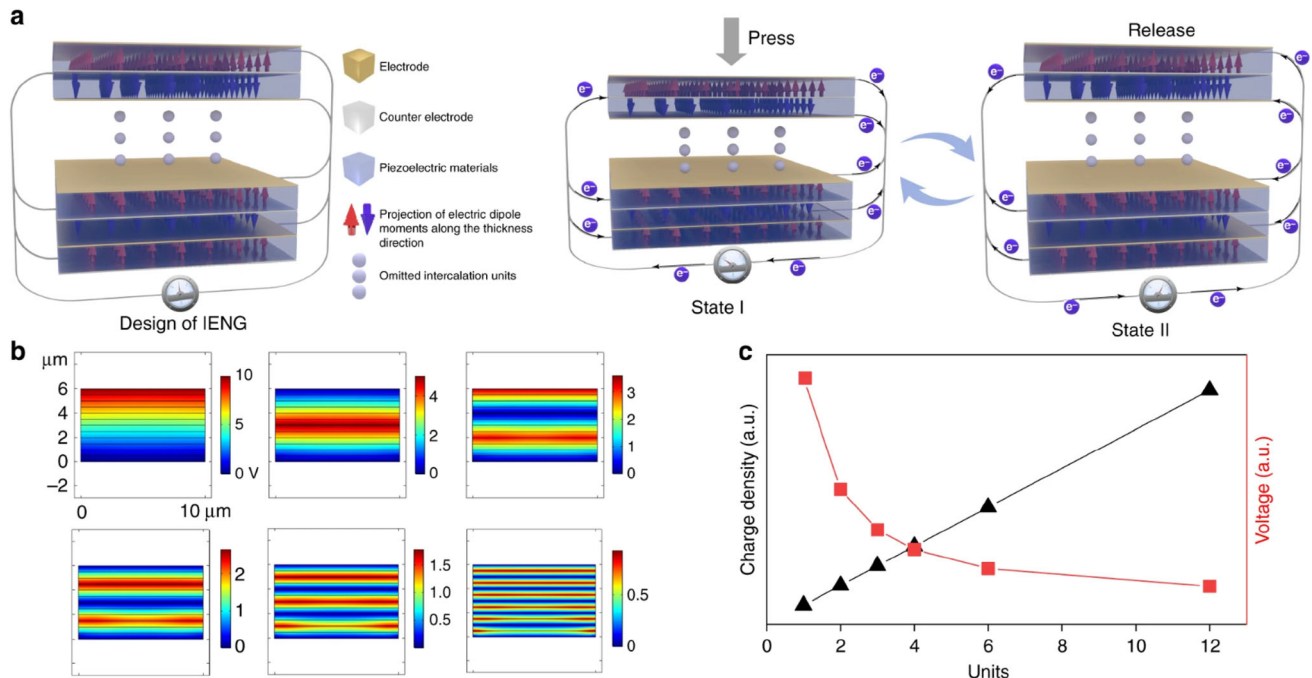 a
Electrode
Counter electrode
Piezoelectric materials
Projection of electric dipole
moments along the thickness
direction
Omitted intercalation units
Design of IENG
Press
e–
e–
e–
e–
e–
e–
e–
e–
e–
e–
State I
Release
e–
e–
e–
e–
e–
e–
e–
e–
e–
e–
State II
b
µm
6
4
2
0
–2
0
10 µm
10
5
0 V
4
2
0
3
2
1
0
2
1
0
1.5
1.0
0.5
0.5
0
c
Charge density (a.u.)
Voltage (a.u.)
0
2
4
6
8
10
12
Units